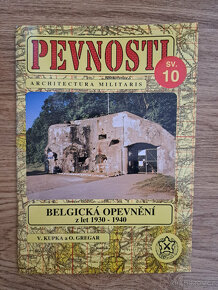 PEVNOSTI
SV.
10
ARCHITECTURA MILITARIS
BELGICKÁ OPEVNĚNÍ
z let 1930 - 1940
V. KUPKA a O. GREGAR